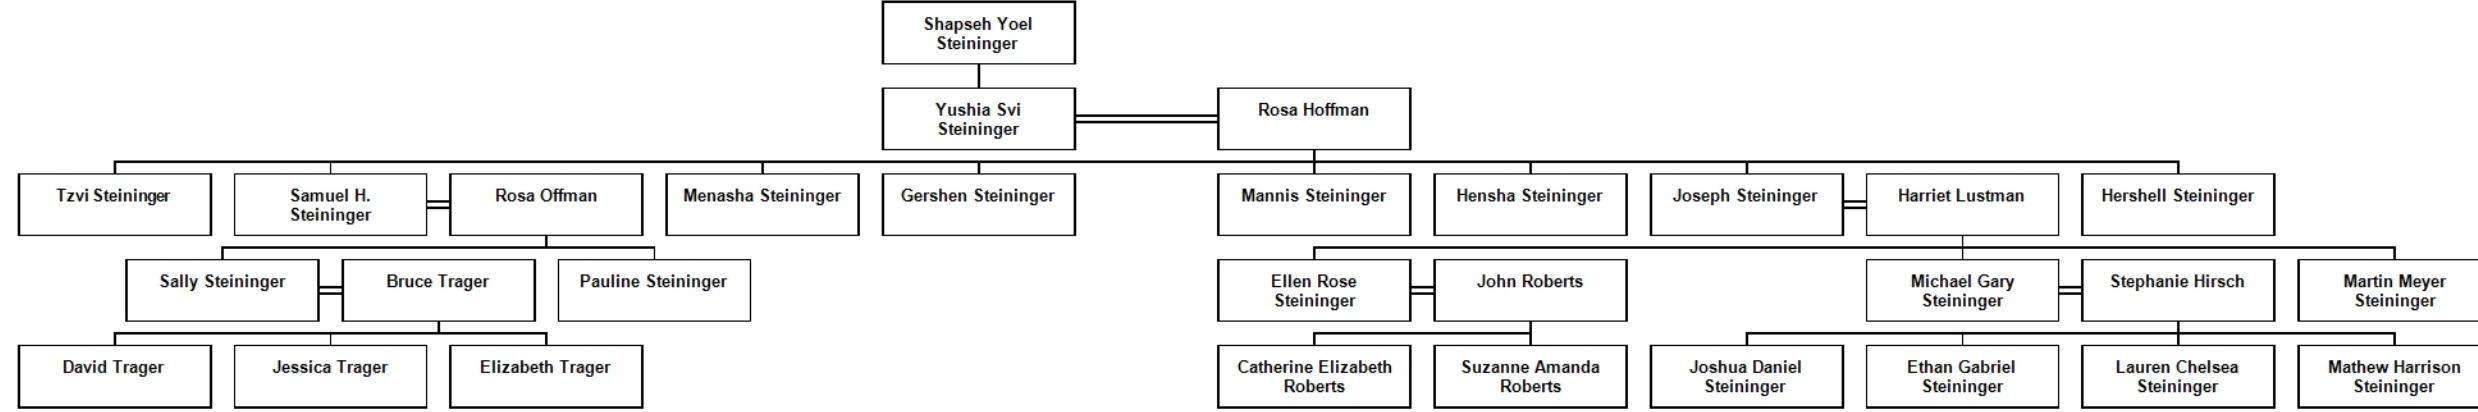 Shapseh Yoel
Steininger
Yushia Svi
Steininger
Rosa Hoffman
Tzvi Steininger
Samuel H.
Steininger
Rosa Offman
Menasha Steininger
Gershen Steininger
Mannis Steininger
Hensha Steininger
Joseph Steininger
Harriet Lustman
Hershell Steininger
Sally Steininger
Bruce Trager
Pauline Steininger
Ellen Rose
Steininger
John Roberts
Michael Gary
Steininger
Stephanie Hirsch
Martin Meyer
Steininger
David Trager
Jessica Trager
Elizabeth Trager
Catherine Elizabeth
Roberts
Suzanne Amanda
Roberts
Joshua Daniel
Steininger
Ethan Gabriel
Steininger
Lauren Chelsea
Steininger
Mathew Harrison
Steininger